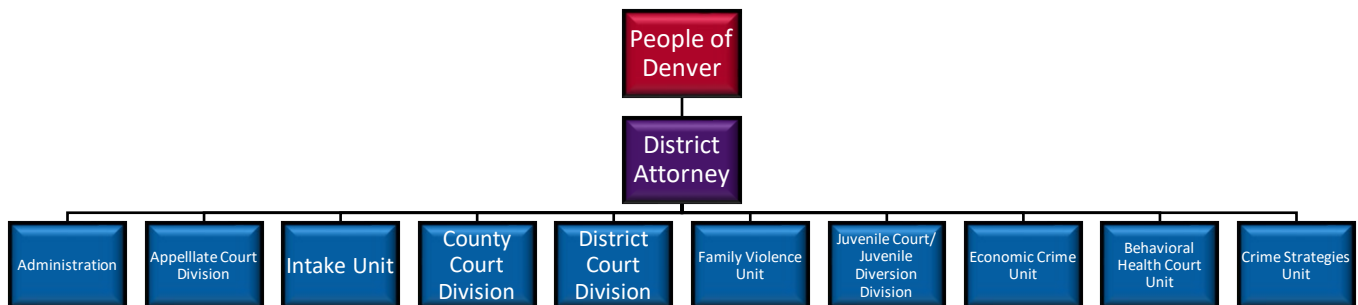 People of
Denver
District
Attorney
Administration
Appelllate Court
Division
Intake Unit
County
Court
Division
District
Court
Division
Family Violence
Unit
Juvenile Court/
Juvenile
Diversion
Division
Economic Crime
Unit
Behavioral
Health Court
Unit
Crime Strategies
Unit